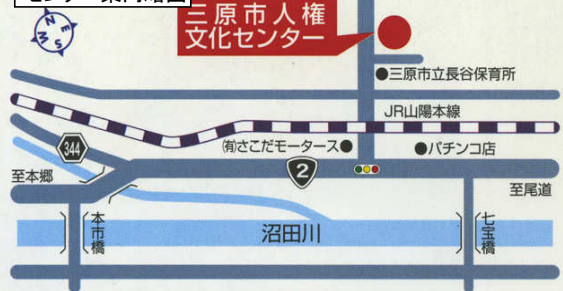 センター案内略図
N
E
S
W
三原市人権
文化センター
●三原市立長谷保育所
JR山陽本線
(有)さこだモータース●
●パチンコ店
344
2
至本郷
至尾道
本市橋
沼田川
七宝橋